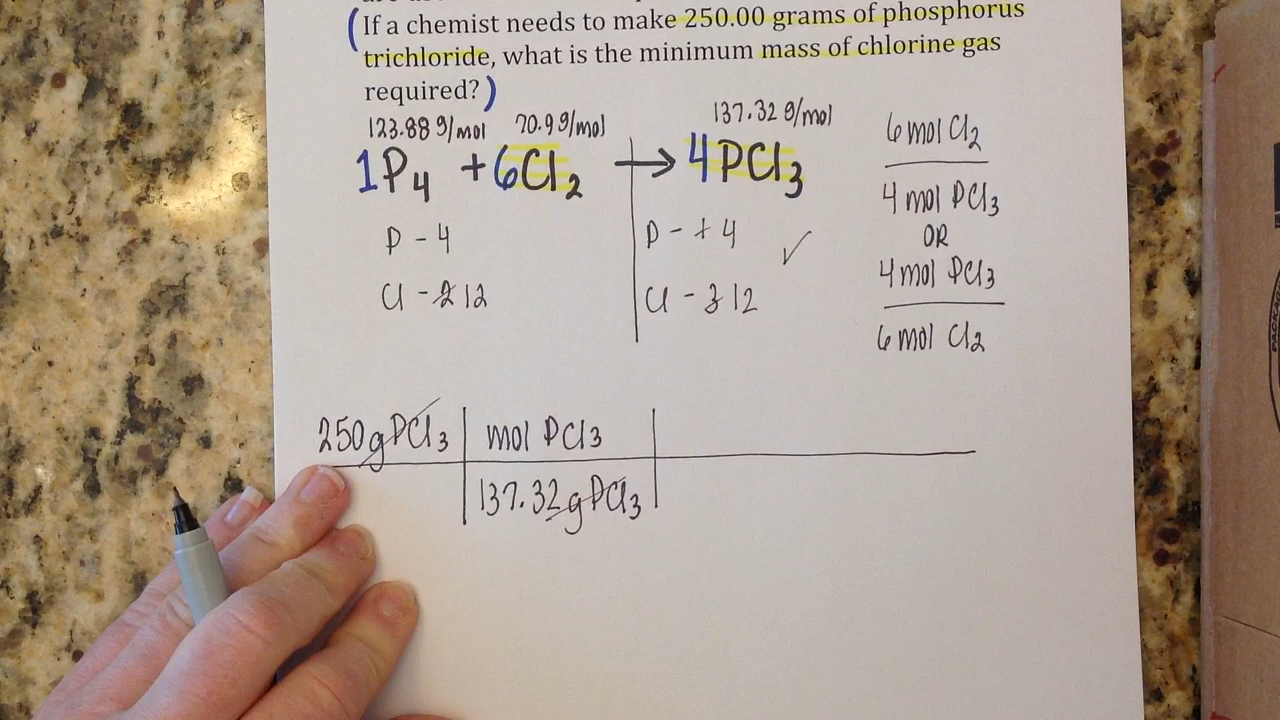 (If a chemist needs to make 250.00 grams of phosphorus
trichloride, what is the minimum mass of chlorine gas
required?)
123.88 g/mol 70.9 g/mol 137.32 g/mol
1P₄ + 6Cl₂ → 4PCl₃
P - 4
Cl - 2 12
P - 1 4 ✓
Cl - 3 12
6 mol Cl₂
4 mol PCl₃
OR
4 mol PCl₃
6 mol Cl₂
250 g PCl₃ mol PCl₃
137.32 g PCl₃